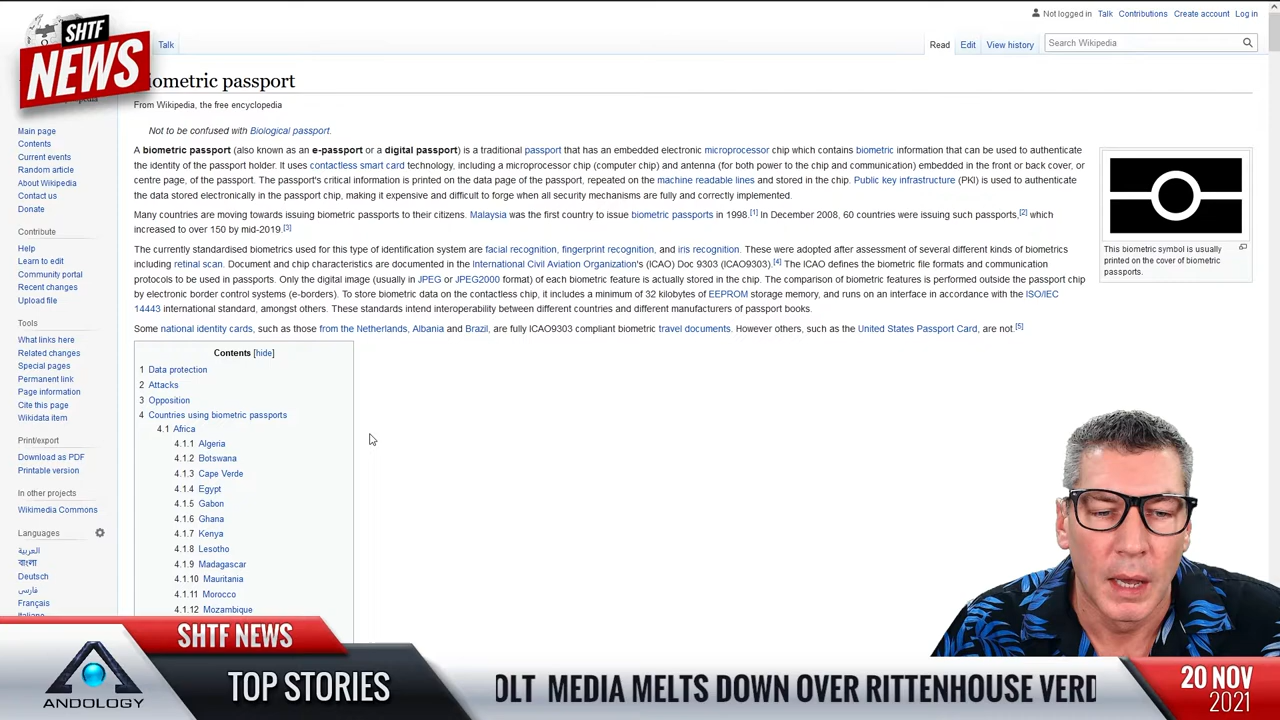 Not logged in Talk Contributions Create account Log in
SHTF
NEWS
Talk
Read Edit View history Search Wikipedia
iometric passport
From Wikipedia, the free encyclopedia
Not to be confused with Biological passport.
A biometric passport (also known as an e-passport or a digital passport) is a traditional passport that has an embedded electronic microprocessor chip which contains biometric information that can be used to authenticate
the identity of the passport holder. It uses contactless smart card technology, including a microprocessor chip (computer chip) and antenna (for both power to the chip and communication) embedded in the front or back cover, or
centre page, of the passport. The passport's critical information is printed on the data page of the passport, repeated on the machine readable lines and stored in the chip. Public key infrastructure (PKI) is used to authenticate
the data stored electronically in the passport chip, making it expensive and difficult to forge when all security mechanisms are fully and correctly implemented.
Many countries are moving towards issuing biometric passports to their citizens. Malaysia was the first country to issue biometric passports in 1998.[1] In December 2008, 60 countries were issuing such passports,[2] which
increased to over 150 by mid-2019.[3]
The currently standardised biometrics used for this type of identification system are facial recognition, fingerprint recognition, and iris recognition. These were adopted after assessment of several different kinds of biometrics
including retinal scan. Document and chip characteristics are documented in the International Civil Aviation Organization's (ICAO) Doc 9303 (ICAO9303).[4] The ICAO defines the biometric file formats and communication
protocols to be used in passports. Only the digital image (usually in JPEG or JPEG2000 format) of each biometric feature is actually stored in the chip. The comparison of biometric features is performed outside the passport chip
by electronic border control systems (e-borders). To store biometric data on the contactless chip, it includes a minimum of 32 kilobytes of EEPROM storage memory, and runs on an interface in accordance with the ISO/IEC
14443 international standard, amongst others. These standards intend interoperability between different countries and different manufacturers of passport books.
Some national identity cards, such as those from the Netherlands, Albania and Brazil, are fully ICAO9303 compliant biometric travel documents. However others, such as the United States Passport Card, are not.[5]
This biometric symbol is usually
printed on the cover of biometric
passports.
Main page
Contents
Current events
Random article
About Wikipedia
Contact us
Donate
Contribute
Help
Learn to edit
Community portal
Recent changes
Upload file
Tools
What links here
Related changes
Special pages
Permanent link
Page information
Cite this page
Wikidata item
Print/export
Download as PDF
Printable version
In other projects
Wikimedia Commons
Languages
العربية
বাংলা
Deutsch
فارسی
Français
Italiano
Contents [hide]
1 Data protection
2 Attacks
3 Opposition
4 Countries using biometric passports
4.1 Africa
4.1.1 Algeria
4.1.2 Botswana
4.1.3 Cape Verde
4.1.4 Egypt
4.1.5 Gabon
4.1.6 Ghana
4.1.7 Kenya
4.1.8 Lesotho
4.1.9 Madagascar
4.1.10 Mauritania
4.1.11 Morocco
4.1.12 Mozambique
SHTF NEWS
ANDOLOGY
TOP STORIES
OLT MEDIA MELTS DOWN OVER RITTENHOUSE VERD
20 NOV
2021